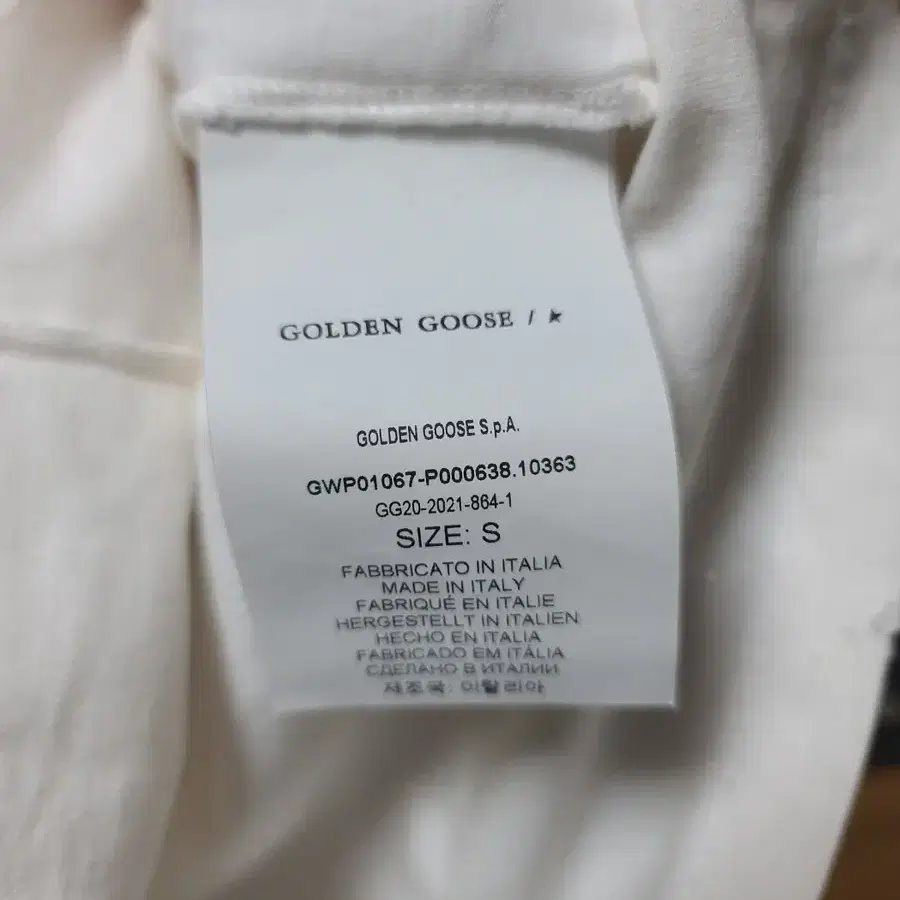 GOLDEN GOOSE / ★
GOLDEN GOOSE S.p.A.
GWP01067-P000638.10363
GG20-2021-864-1
SIZE: S
FABBRICATO IN ITALIA
MADE IN ITALY
FABRIQUÉ EN ITALIE
HERGESTELLT IN ITALIEN
HECHO EN ITALIA
FABRICADO EM ITÁLIA
СДЕЛАНО В ИТАЛИИ
제조국: 이탈리아